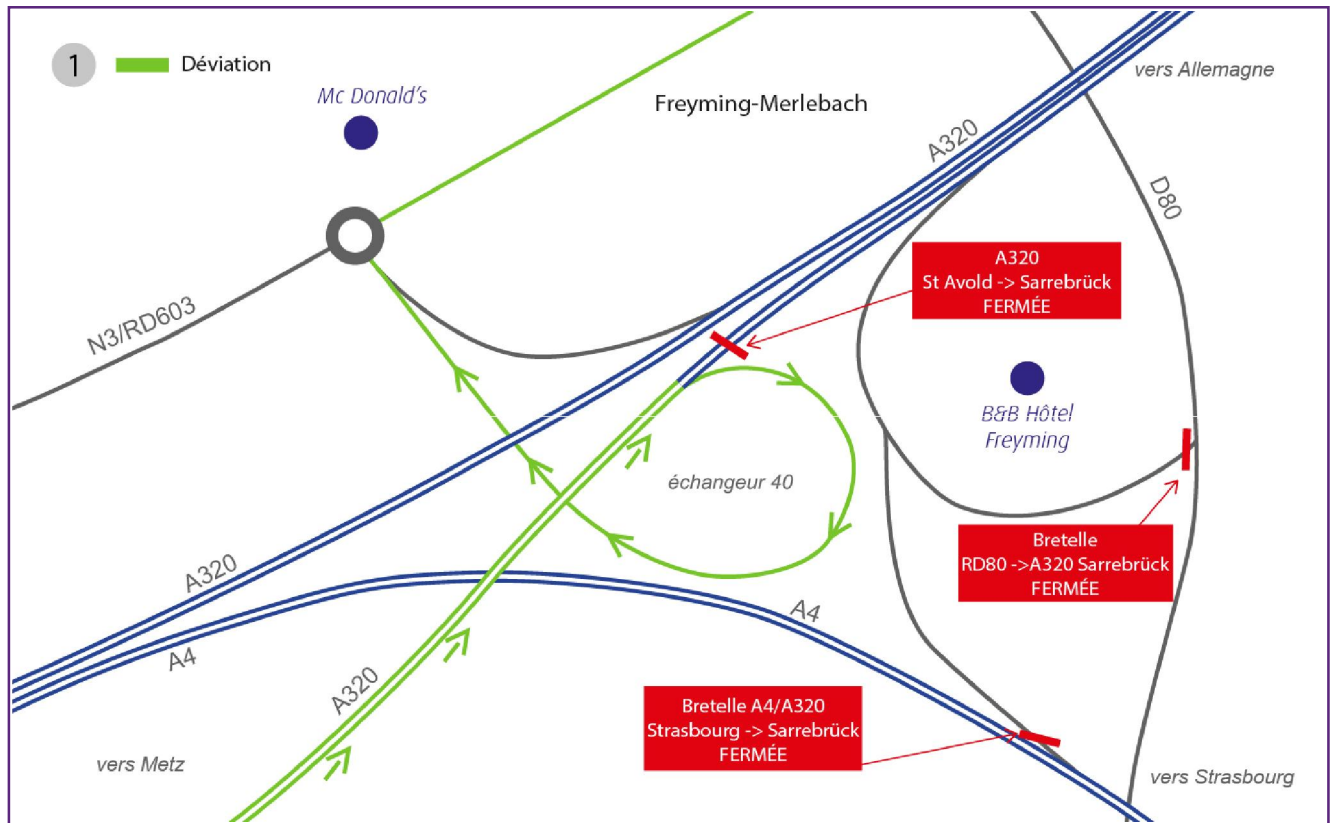 1
Déviation
Mc Donald's
Freyming-Merlebach
vers Allemagne
A320
D80
N3/RD603
A320
St Avold -> Sarrebrück
FERMÉE
B&B Hôtel
Freyming
échangeur 40
Bretelle
RD80 ->A320 Sarrebrück
FERMÉE
A320
A4
A4
A320
Bretelle A4/A320
Strasbourg -> Sarrebrück
FERMÉE
vers Metz
vers Strasbourg